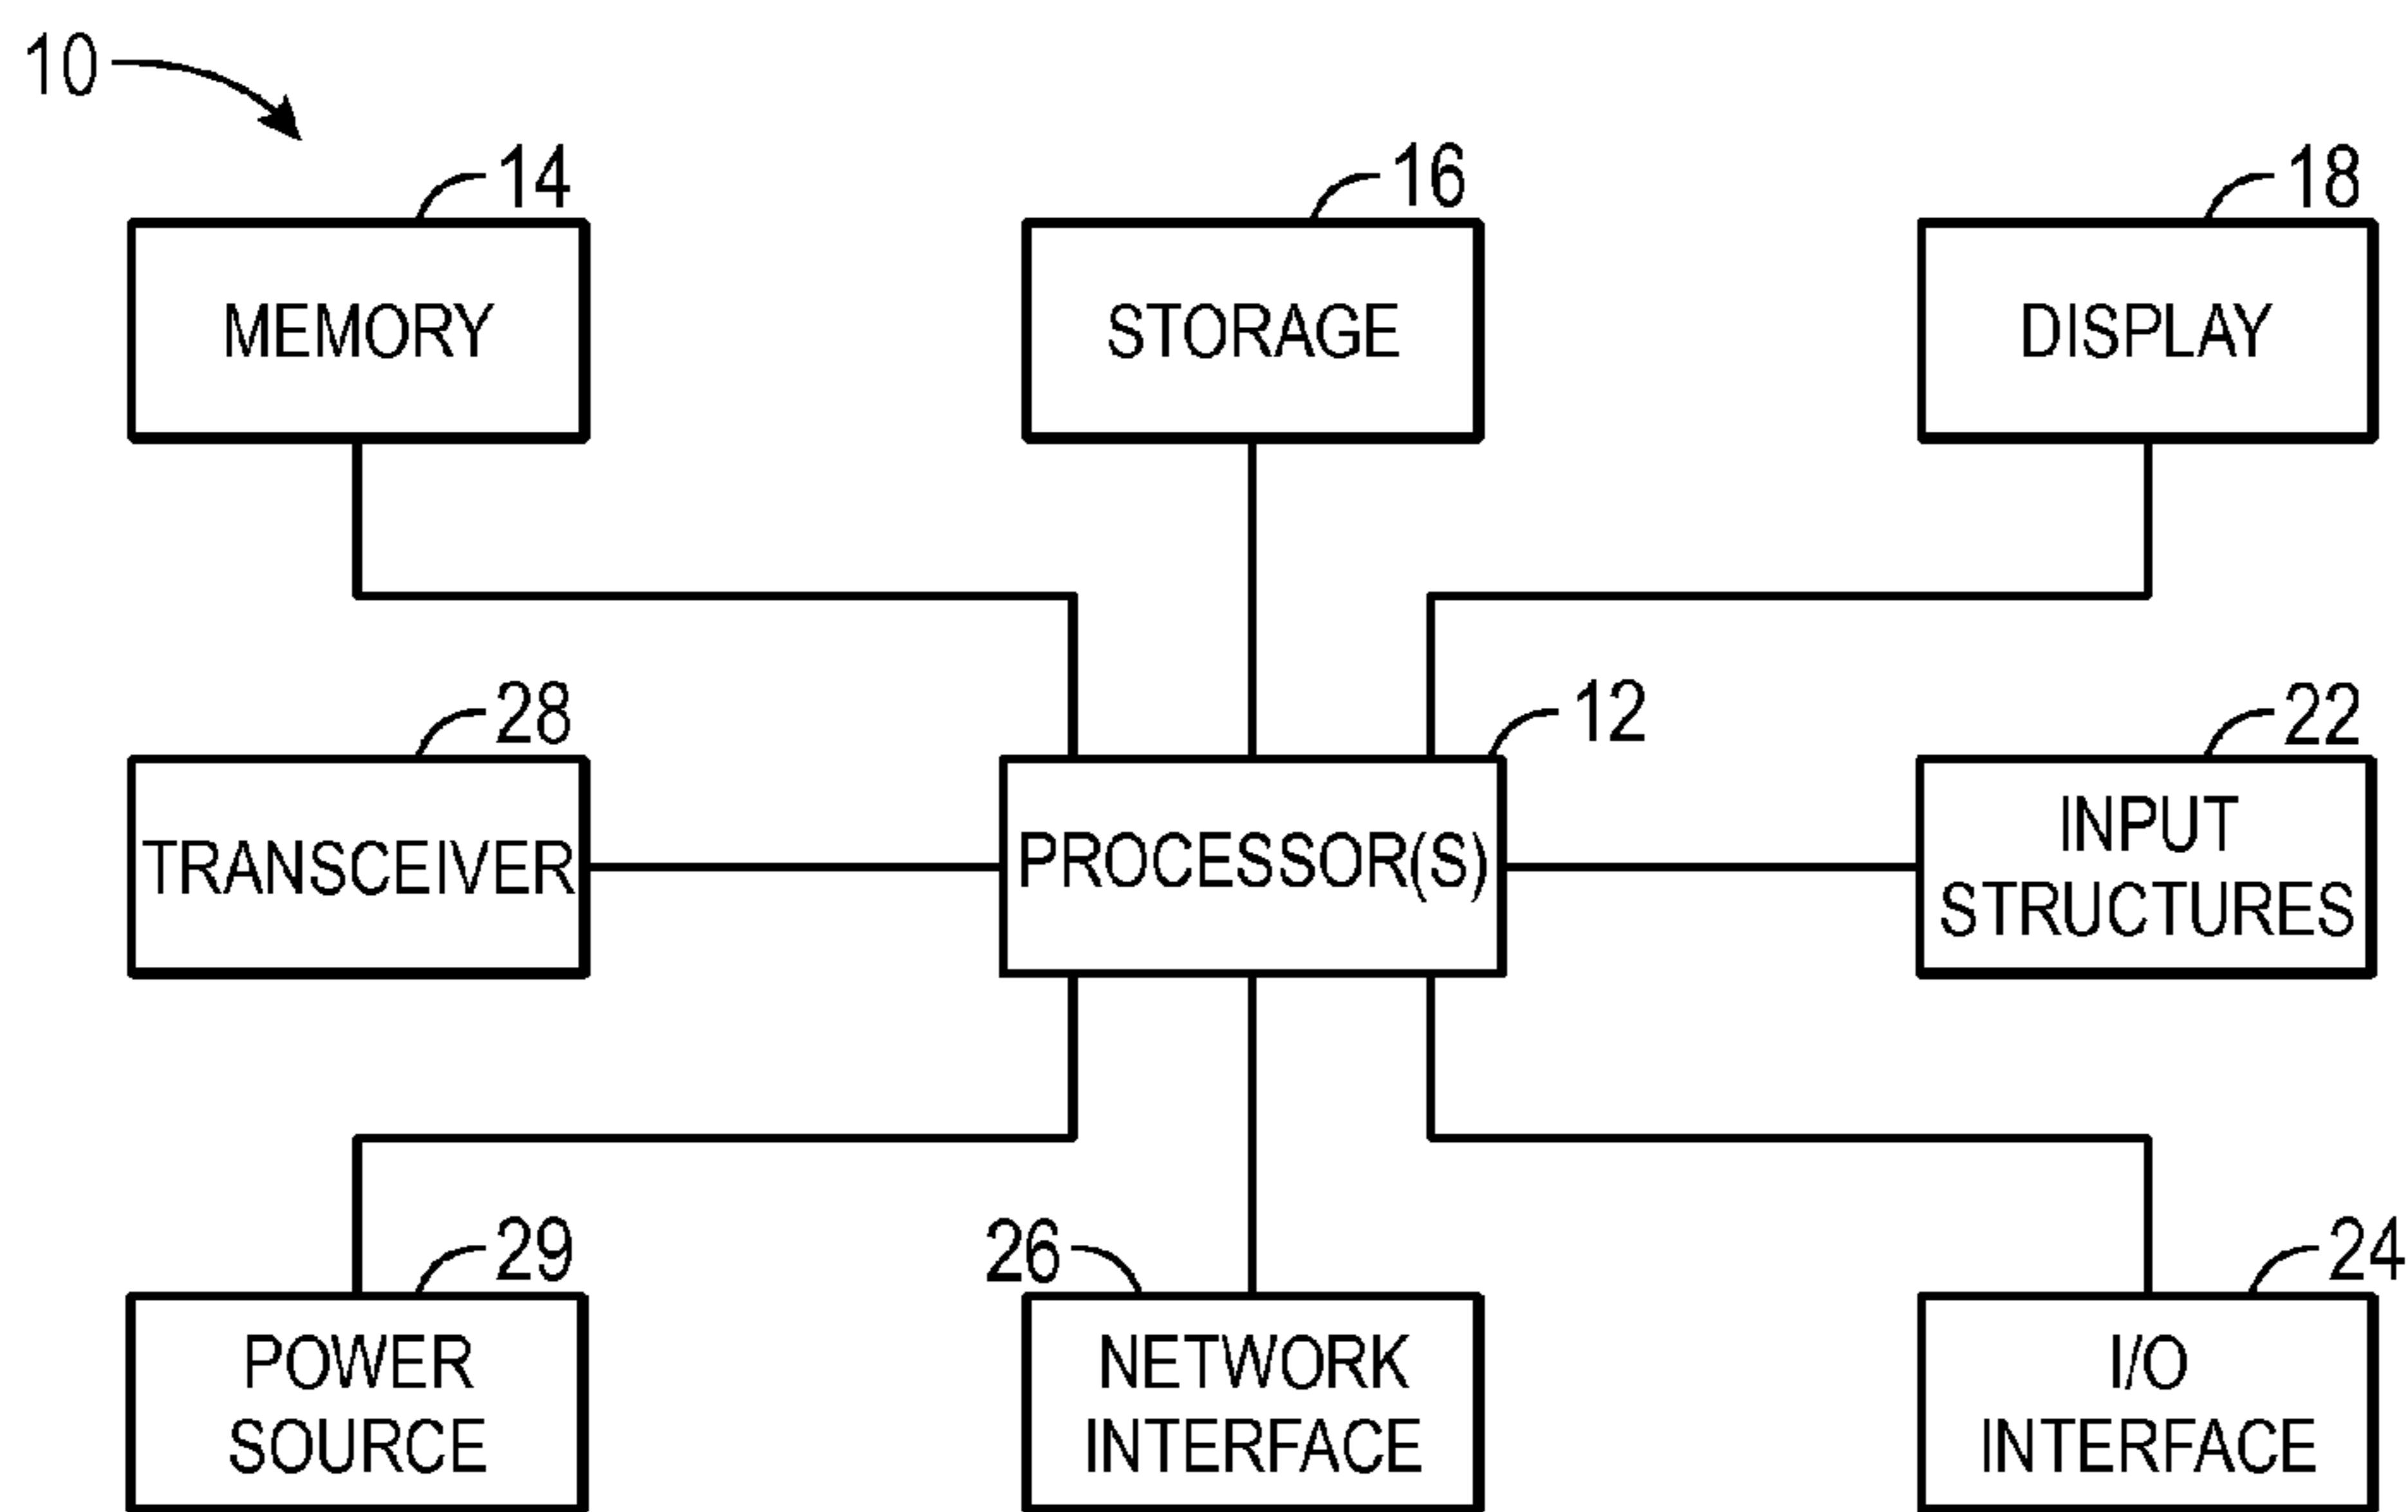 10
14
16
18
MEMORY
STORAGE
DISPLAY
28
12
22
TRANSCEIVER
PROCESSOR(S)
INPUT
STRUCTURES
29
26
24
POWER
SOURCE
NETWORK
INTERFACE
I/O
INTERFACE